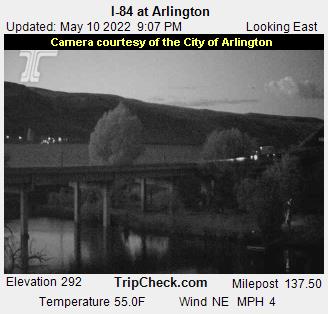 I-84 at Arlington
Updated: May 10 2022 9:07 PM Looking East
Camera courtesy of the City of Arlington
Elevation 292 TripCheck.com Milepost 137.50
Temperature 55.0F Wind NE MPH 4